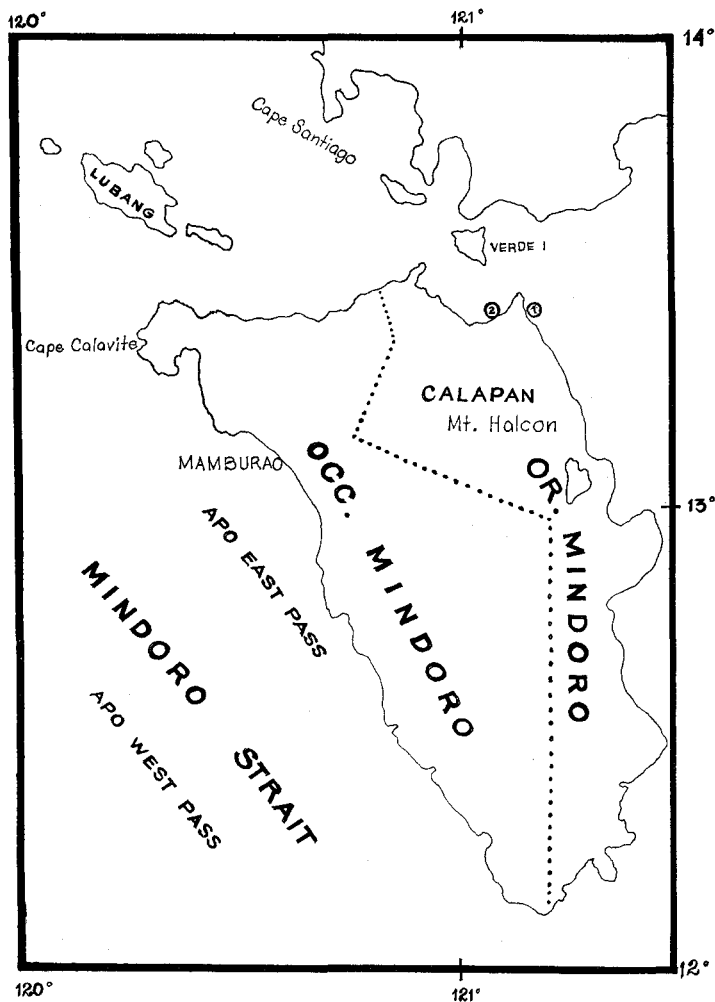 120°
121°
14°
Cape Santiago
LUBANG
VERDE I
2
1
Cape Calavite
CALAPAN
Mt. Halcon
MAMBURAO
OCC. MINDORO
OR. MINDORO
13°
APO EAST PASS
MINDORO STRAIT
APO WEST PASS
12°
120°
121°